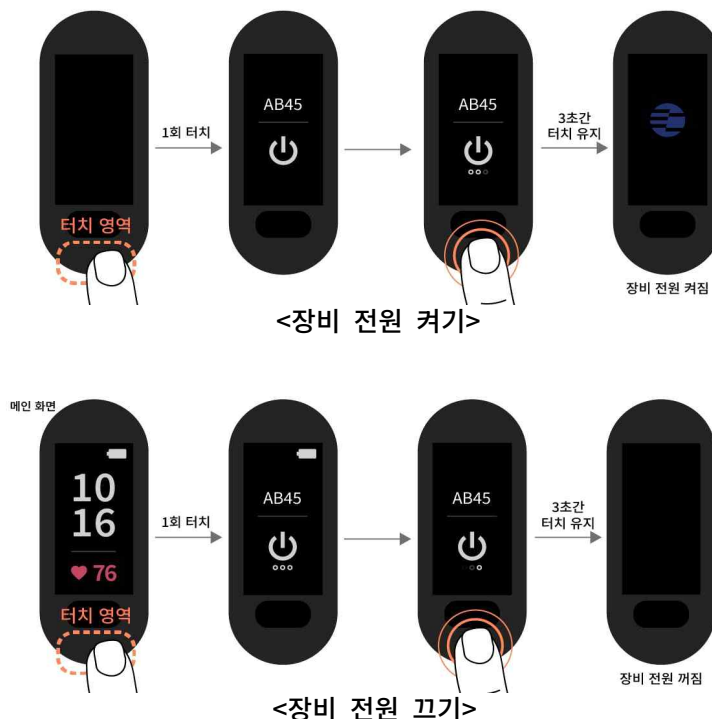 AB45
AB45
1회 터치
3초간
터치 유지
터치 영역
장비 전원 켜짐
<장비 전원 켜기>
메인 화면
10
16
76
AB45
AB45
1회 터치
3초간
터치 유지
터치 영역
장비 전원 꺼짐
<장비 전원 끄기>